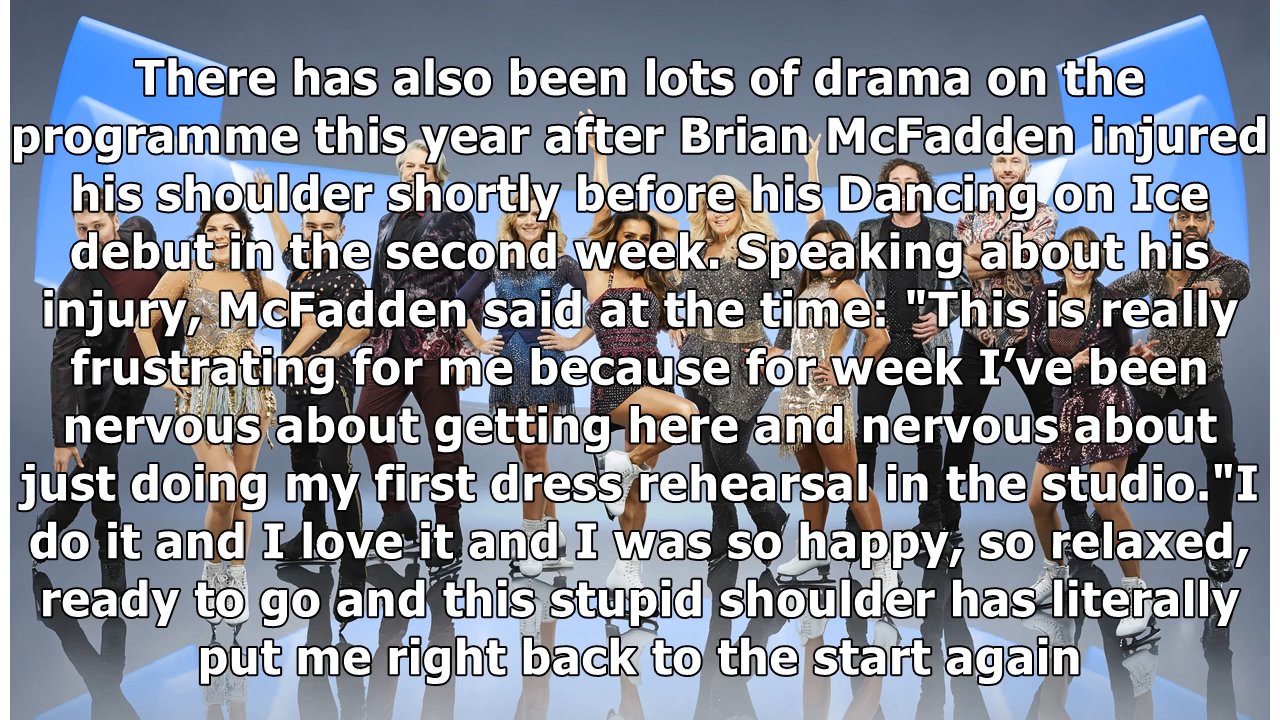 There has also been lots of drama on the
programme this year after Brian McFadden injured
his shoulder shortly before his Dancing on Ice
debut in the second week. Speaking about his
injury, McFadden said at the time: "This is really
frustrating for me because for week I’ve been
nervous about getting here and nervous about
just doing my first dress rehearsal in the studio."I
do it and I love it and I was so happy, so relaxed,
ready to go and this stupid shoulder has literally
put me right back to the start again